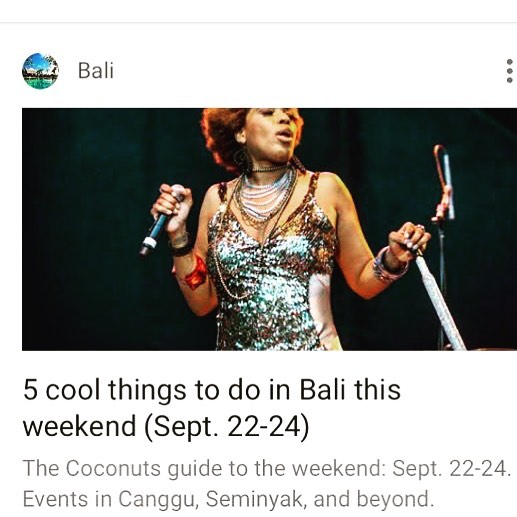 Bali
5 cool things to do in Bali this
weekend (Sept. 22-24)
The Coconuts guide to the weekend: Sept. 22-24.
Events in Canggu, Seminyak, and beyond.